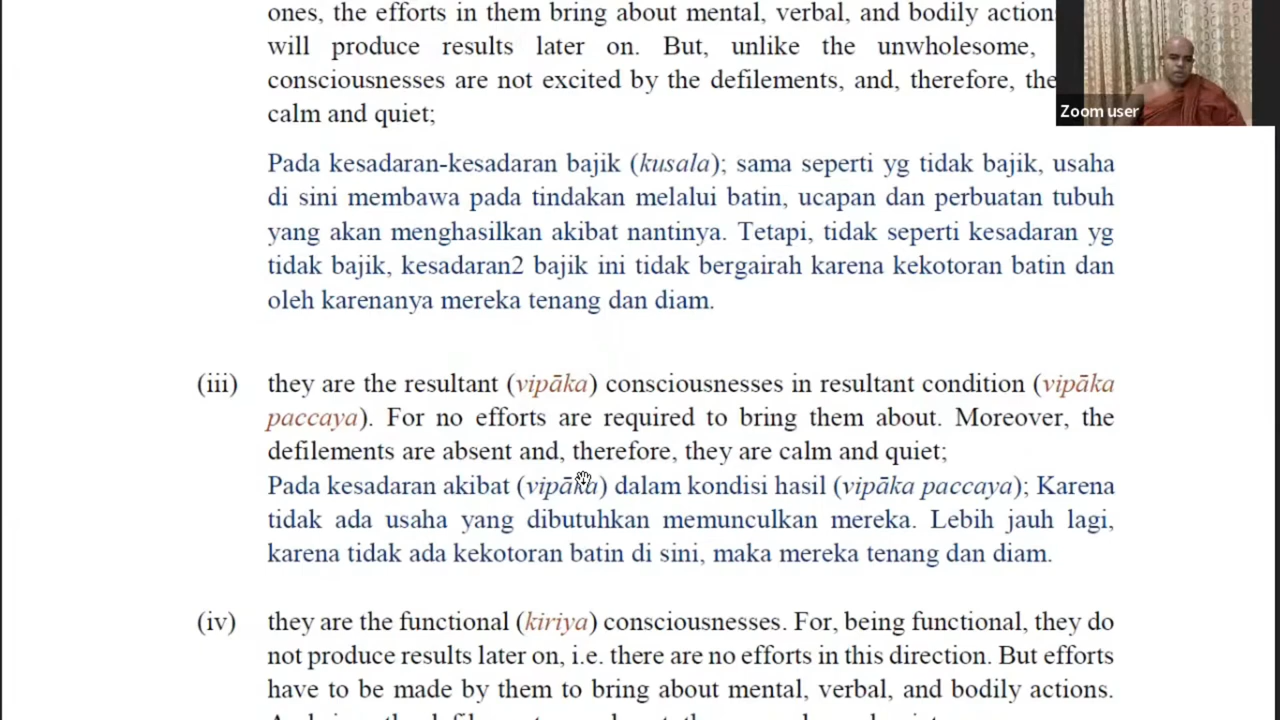 ones, the efforts in them bring about mental, verbal, and bodily action
will produce results later on. But, unlike the unwholesome,
consciousnesses are not excited by the defilements, and, therefore, the
calm and quiet;
Zoom user
Pada kesadaran-kesadaran bajik (kusala); sama seperti yg tidak bajik, usaha
di sini membawa pada tindakan melalui batin, ucapan dan perbuatan tubuh
yang akan menghasilkan akibat nantinya. Tetapi, tidak seperti kesadaran yg
tidak bajik, kesadaran2 bajik ini tidak bergairah karena kekotoran batin dan
oleh karenanya mereka tenang dan diam.
(iii) they are the resultant (vipāka) consciousnesses in resultant condition (vipāka
paccaya). For no efforts are required to bring them about. Moreover, the
defilements are absent and, therefore, they are calm and quiet;
Pada kesadaran akibat (vipāka) dalam kondisi hasil (vipāka paccaya); Karena
tidak ada usaha yang dibutuhkan memunculkan mereka. Lebih jauh lagi,
karena tidak ada kekotoran batin di sini, maka mereka tenang dan diam.
(iv) they are the functional (kiriya) consciousnesses. For, being functional, they do
not produce results later on, i.e. there are no efforts in this direction. But efforts
have to be made by them to bring about mental, verbal, and bodily actions.